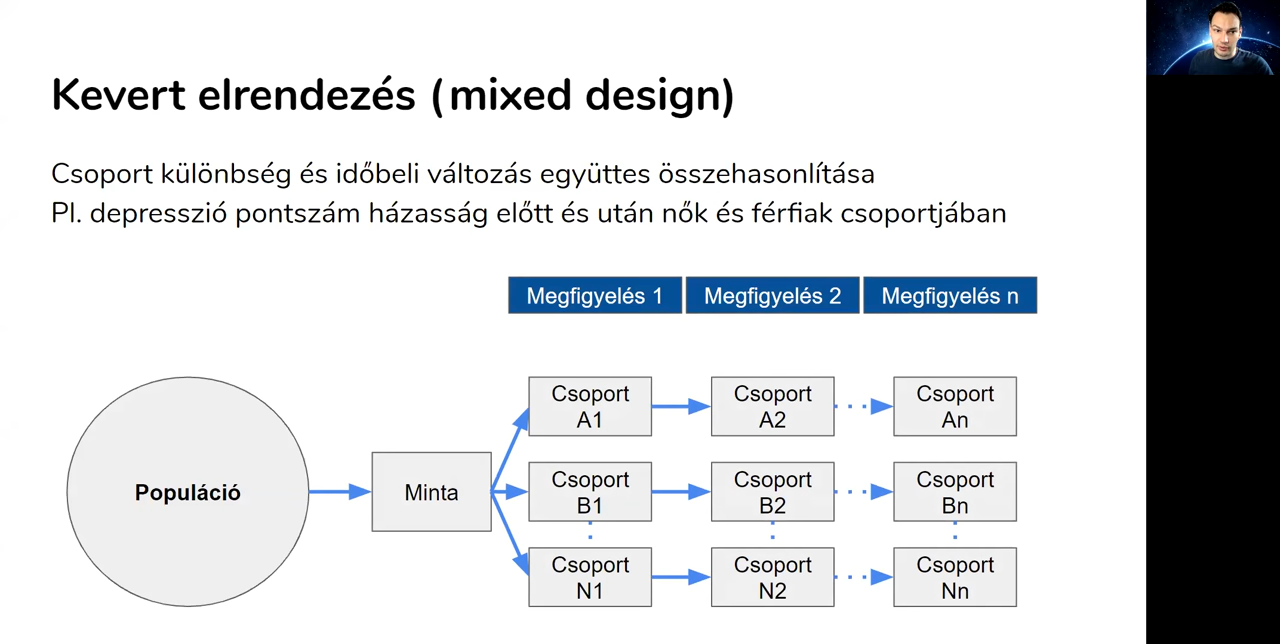 Kevert elrendezés (mixed design)
Csoport különbség és időbeli változás együttes összehasonlítása
Pl. depresszió pontszám házasság előtt és után nők és férfiak csoportjában
Megfigyelés 1
Megfigyelés 2
Megfigyelés n
Populáció
Minta
Csoport
A1
Csoport
A2
Csoport
An
Csoport
B1
Csoport
B2
Csoport
Bn
Csoport
N1
Csoport
N2
Csoport
Nn